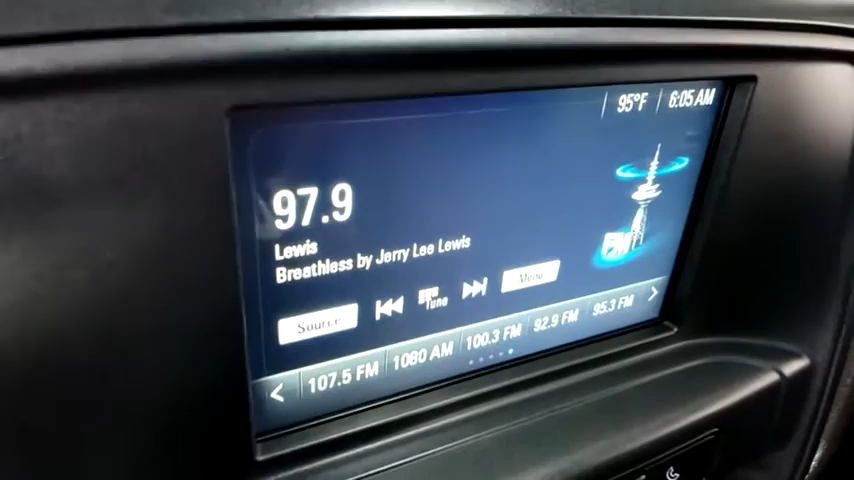 95°F 6:05 AM
97.9
Lewis
Breathless by Jerry Lee Lewis
FM
Source Tune Menu
107.5 FM 1080 AM 100.3 FM 92.9 FM 95.3 FM